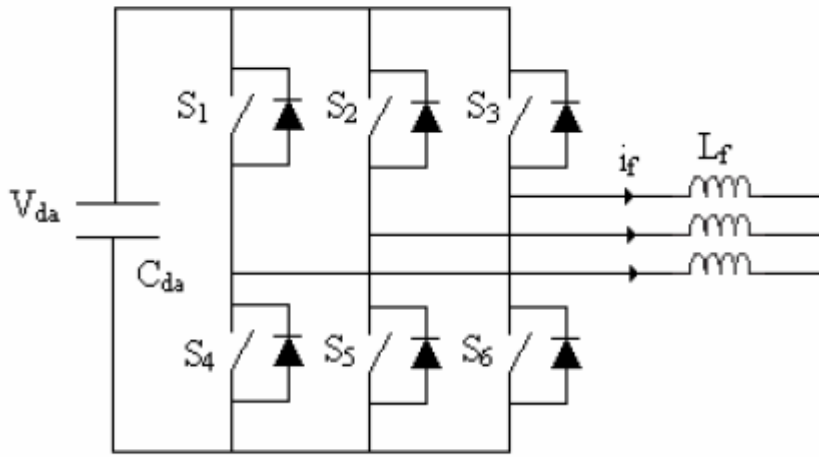 S1 S2 S3
if Lf
Vda
Cda
S4 S5 S6